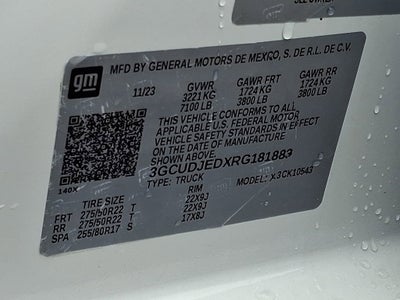 gm
MFD BY GENERAL MOTORS DE MEXICO, S. DE R.L. DE C.V.
11/23 GVWR GAWR FRT GAWR RR
3221 KG 1724 KG 1724 KG
7100 LB 3800 LB 3800 LB
THIS VEHICLE CONFORMS TO ALL
APPLICABLE U.S. FEDERAL MOTOR
VEHICLE SAFETY STANDARDS IN
EFFECT ON THE DATE OF
MANUFACTURE SHOWN ABOVE.
3GCUDJEDXRG181883
140X TYPE: TRUCK X3CK10543
TIRE SIZE RIM
FRT 275/50R22 T 22X9J
RR 275/50R22 T 22X9J
SPA 255/80R17 S 17X8J